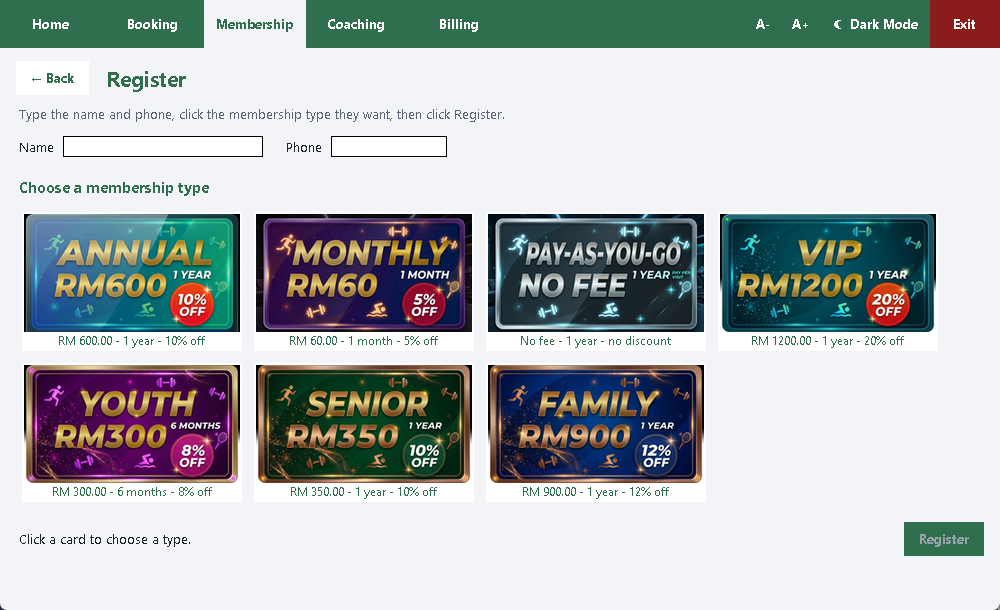 Home Booking Membership Coaching Billing A- A+ ☾ Dark Mode Exit
← Back Register
Type the name and phone, click the membership type they want, then click Register.
Name Phone
Choose a membership type
ANNUAL
1 YEAR
RM600
10%
OFF
RM 600.00 - 1 year - 10% off
MONTHLY
1 MONTH
RM60
5%
OFF
RM 60.00 - 1 month - 5% off
PAY-AS-YOU-GO
1 YEAR PAY PER VISIT
NO FEE
No fee - 1 year - no discount
VIP
1 YEAR
RM1200
20%
OFF
RM 1200.00 - 1 year - 20% off
YOUTH
6 MONTHS
RM300
8%
OFF
RM 300.00 - 6 months - 8% off
SENIOR
1 YEAR
RM350
10%
OFF
RM 350.00 - 1 year - 10% off
FAMILY
1 YEAR
RM900
12%
OFF
RM 900.00 - 1 year - 12% off
Click a card to choose a type.
Register